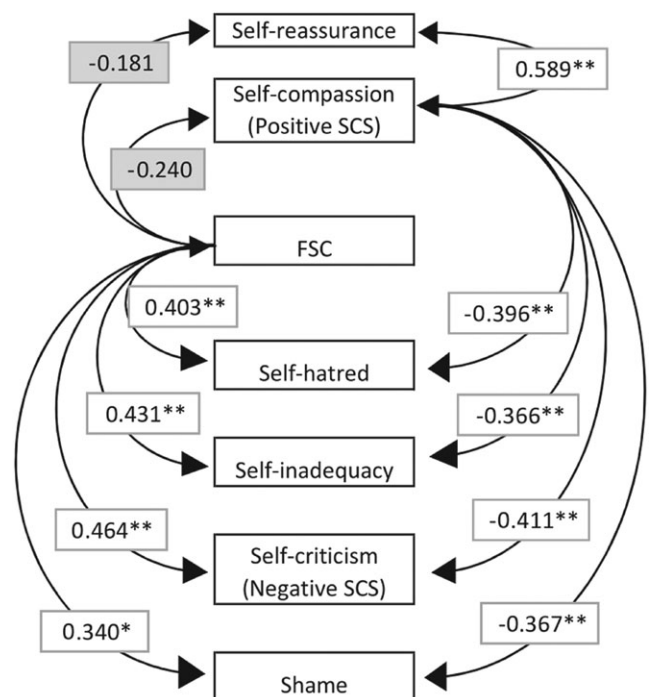 Self-reassurance
-0.181
0.589**
Self-compassion
(Positive SCS)
-0.240
FSC
0.403**
-0.396**
Self-hatred
0.431**
-0.366**
Self-inadequacy
0.464**
-0.411**
Self-criticism
(Negative SCS)
0.340*
-0.367**
Shame